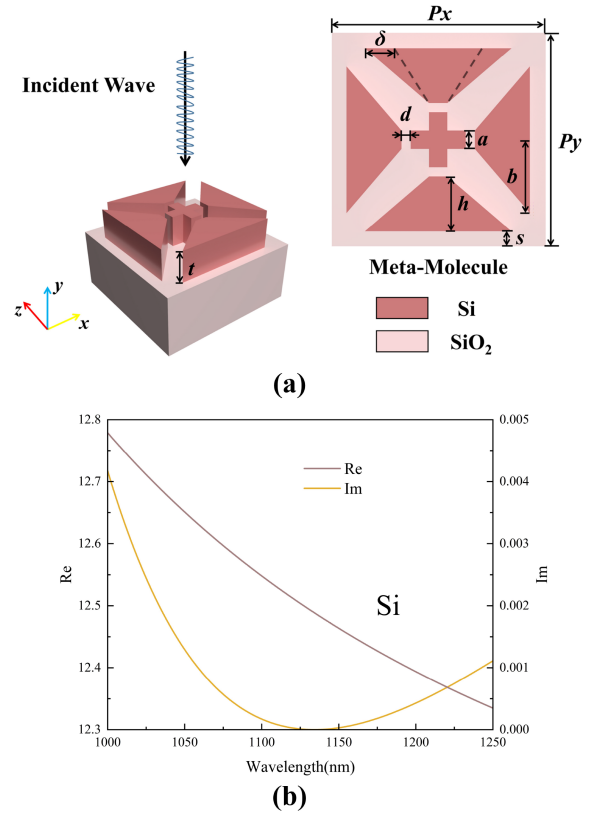 Px
δ
Incident Wave
d
a
Py
b
h
t
s
y
z
x
Meta-Molecule
Si
SiO₂
(a)
12.8
0.005
Re
Im
12.7
0.004
12.6
0.003
Re
Im
Si
12.5
0.002
12.4
0.001
12.3
0.000
1000
1050
1100
1150
1200
1250
Wavelength(nm)
(b)